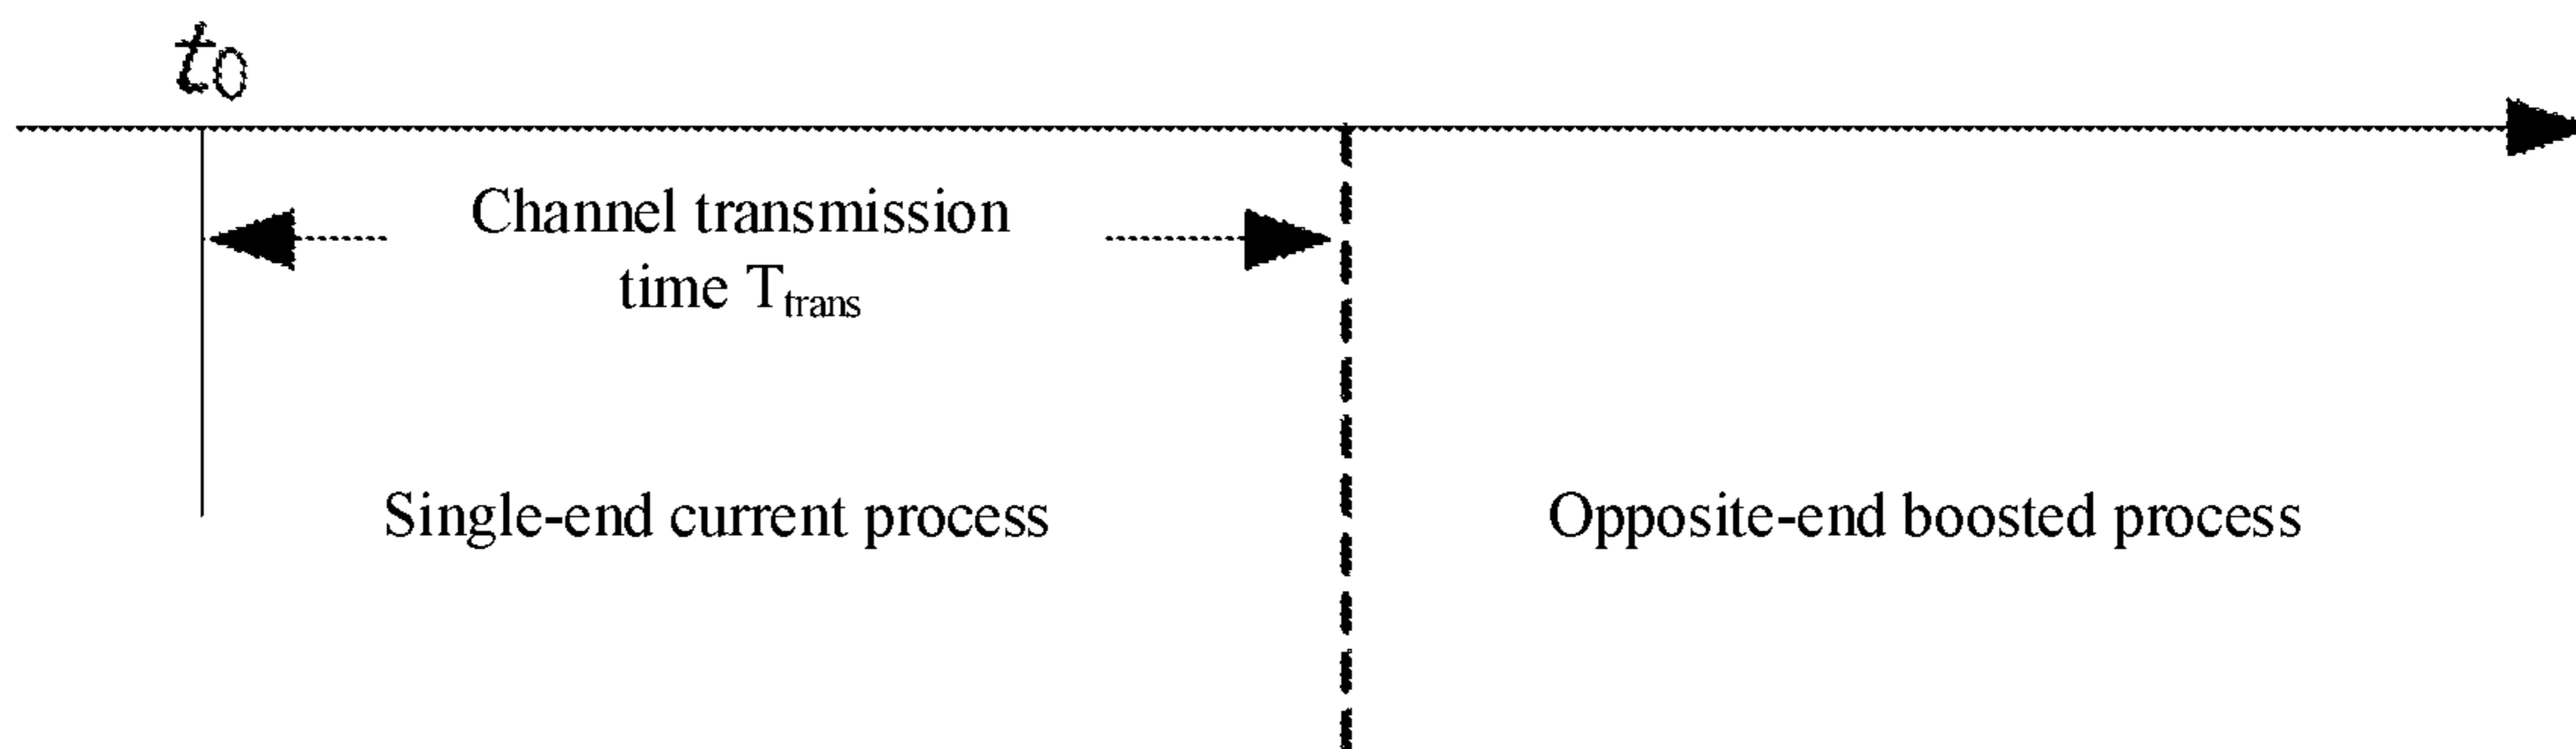 t0
Channel transmission
time Ttrans
Single-end current process
Opposite-end boosted process